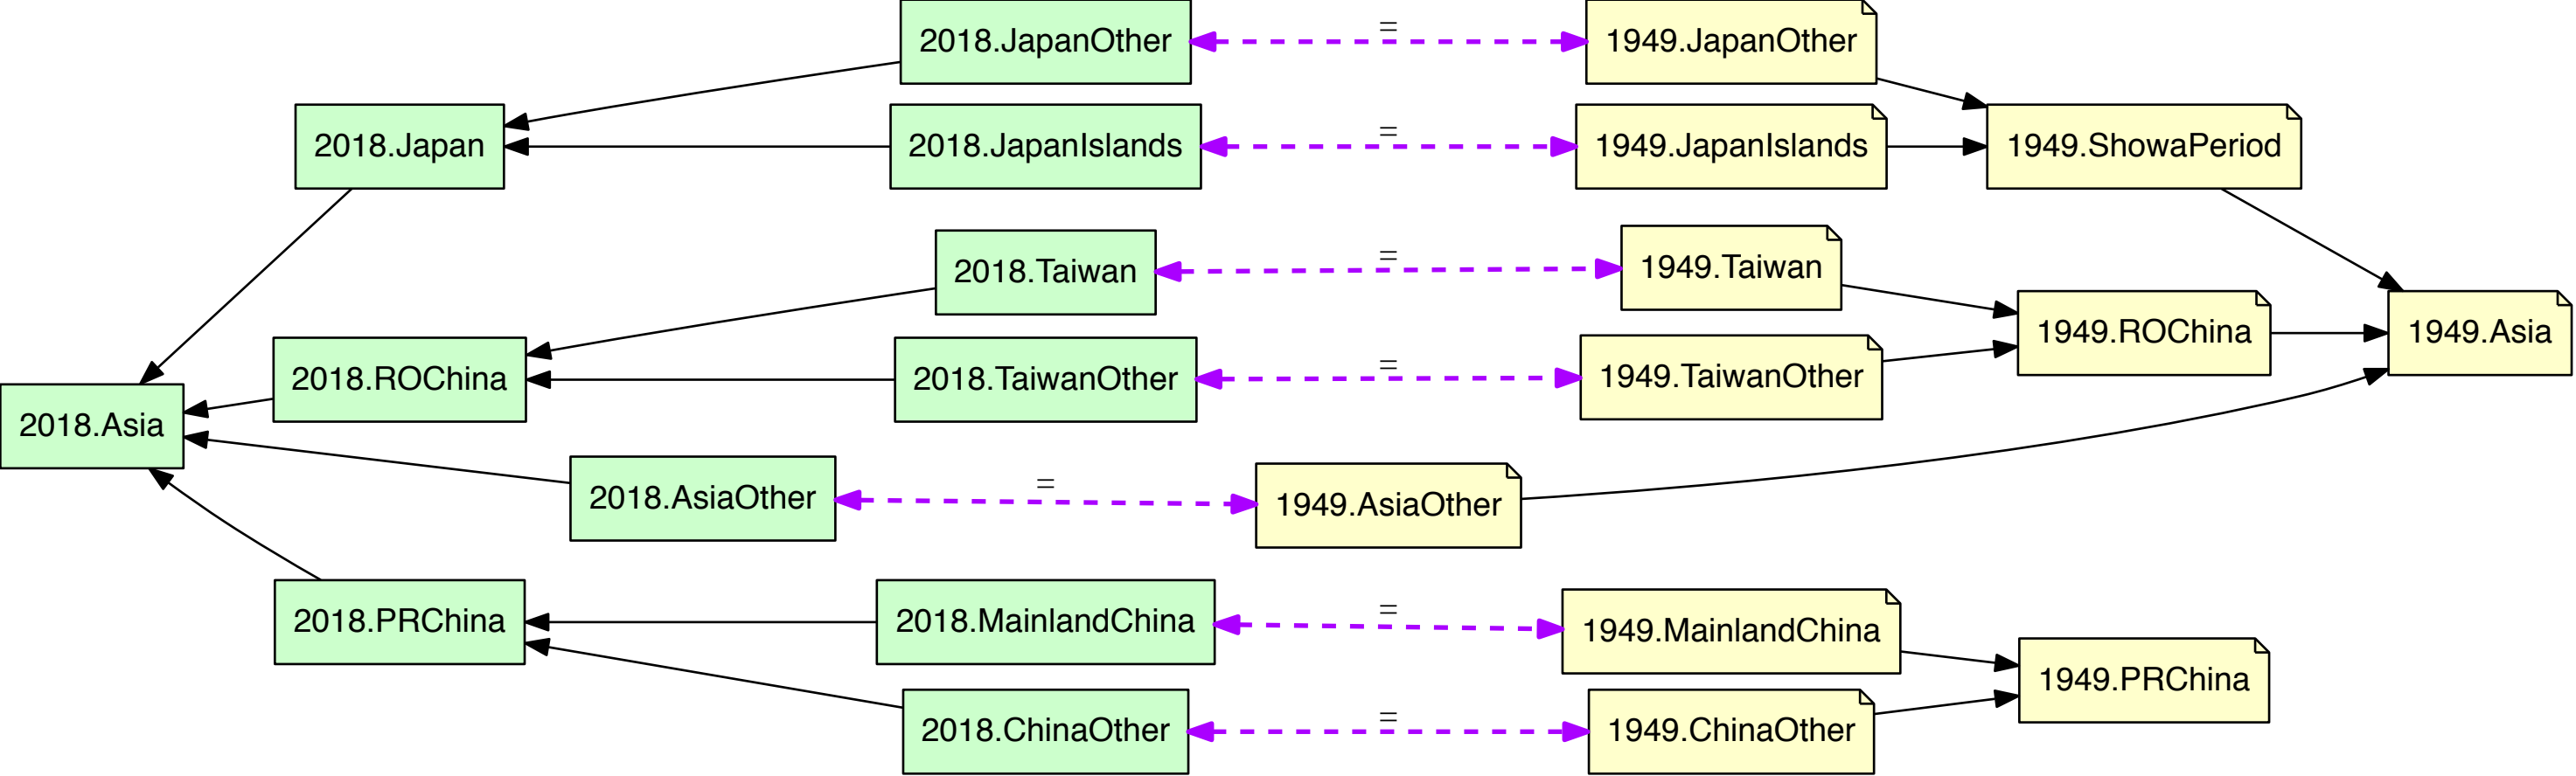 2018.JapanOther
=
1949.JapanOther
2018.Japan
2018.JapanIslands
=
1949.JapanIslands
1949.ShowaPeriod
2018.Taiwan
=
1949.Taiwan
1949.ROChina
1949.Asia
2018.ROChina
2018.TaiwanOther
=
1949.TaiwanOther
2018.Asia
2018.AsiaOther
=
1949.AsiaOther
2018.PRChina
2018.MainlandChina
=
1949.MainlandChina
1949.PRChina
2018.ChinaOther
=
1949.ChinaOther